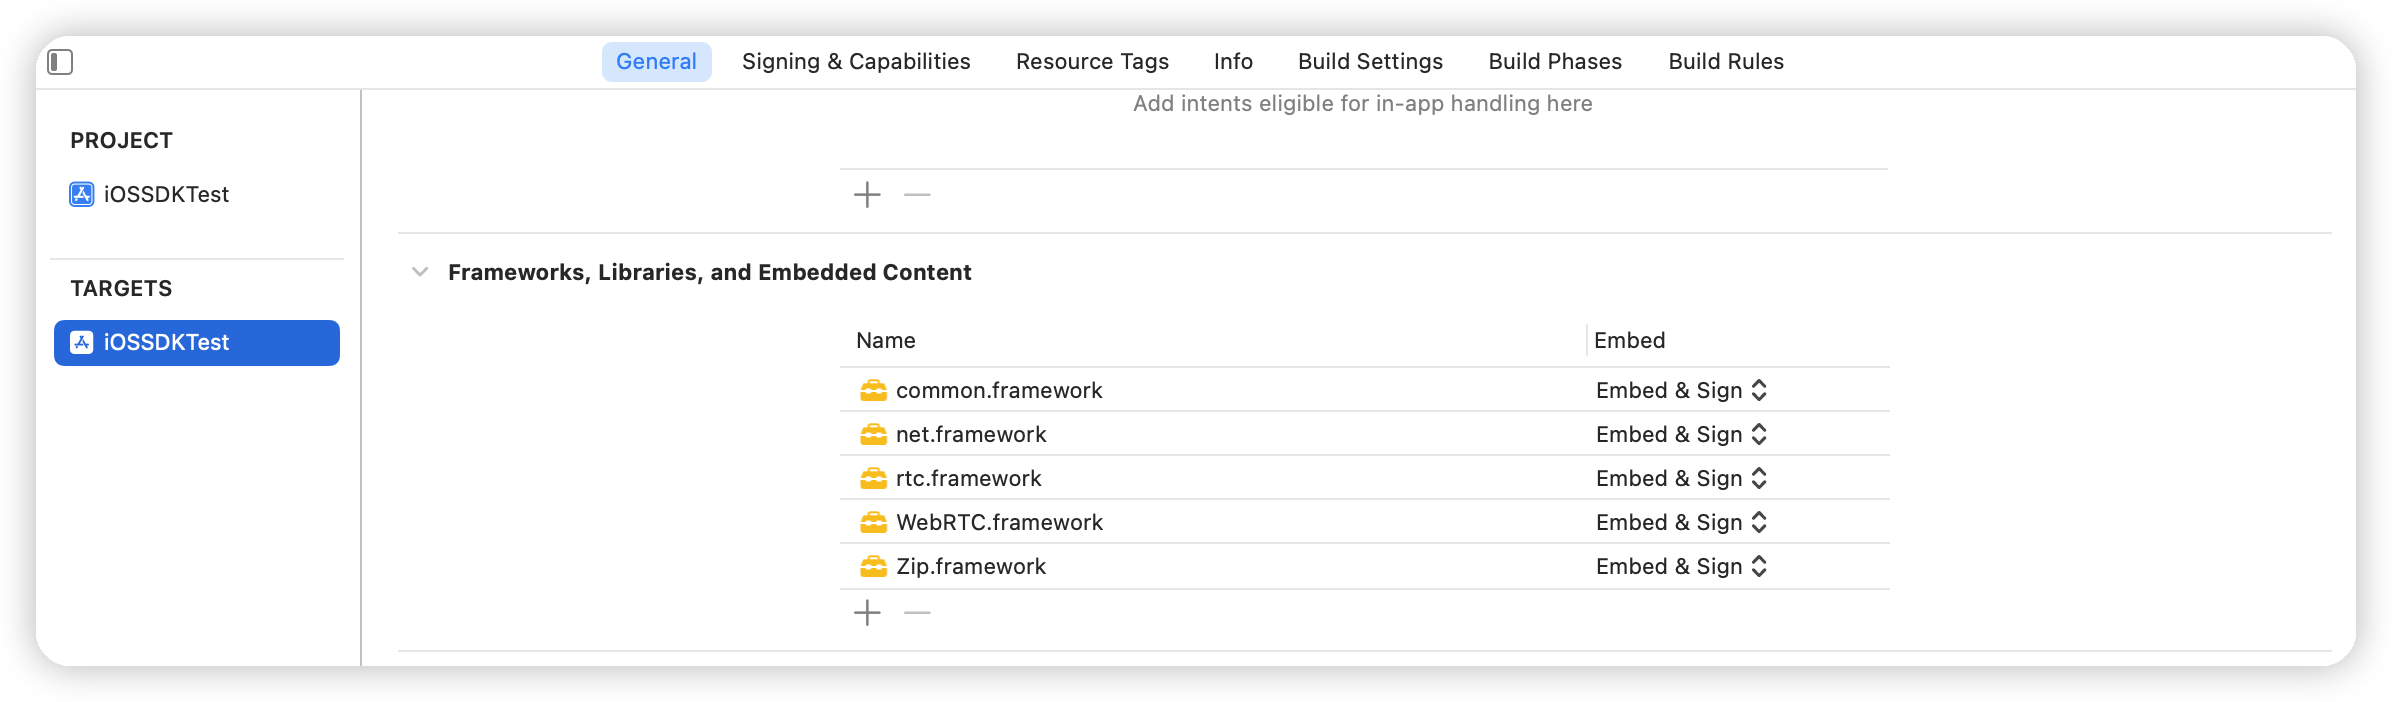 General Signing & Capabilities Resource Tags Info Build Settings Build Phases Build Rules
PROJECT
iOSSDKTest
TARGETS
iOSSDKTest
Add intents eligible for in-app handling here
Frameworks, Libraries, and Embedded Content
Name Embed
common.framework Embed & Sign
net.framework Embed & Sign
rtc.framework Embed & Sign
WebRTC.framework Embed & Sign
Zip.framework Embed & Sign